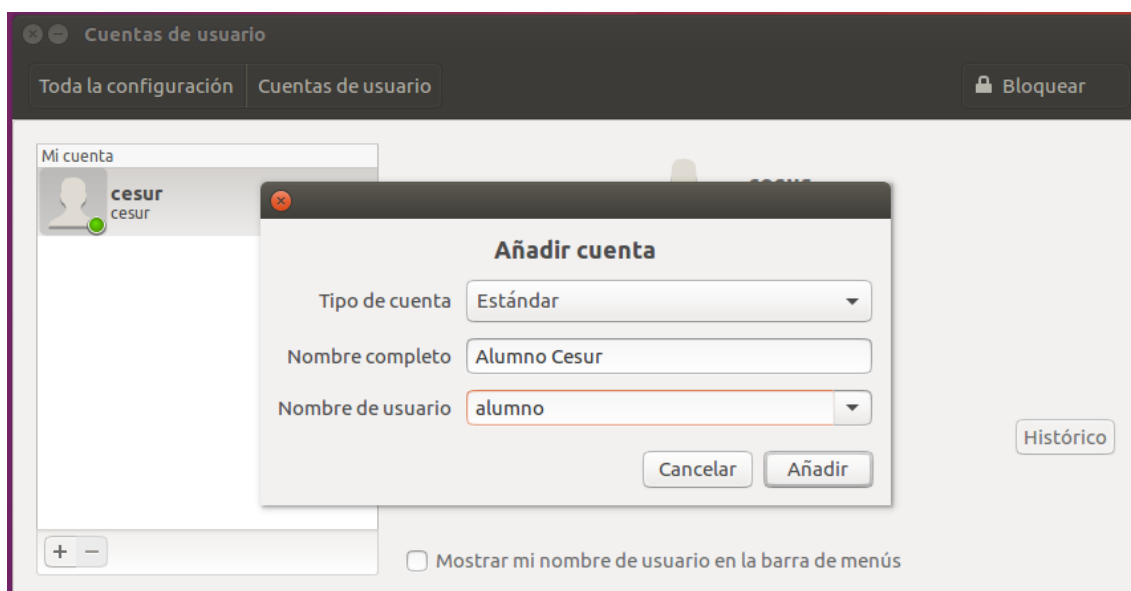 Cuentas de usuario
Toda la configuración Cuentas de usuario Bloquear
Mi cuenta
cesur
cesur
Añadir cuenta
Tipo de cuenta Estándar
Nombre completo Alumno Cesur
Nombre de usuario alumno
Cancelar Añadir
Histórico
+ −
Mostrar mi nombre de usuario en la barra de menús